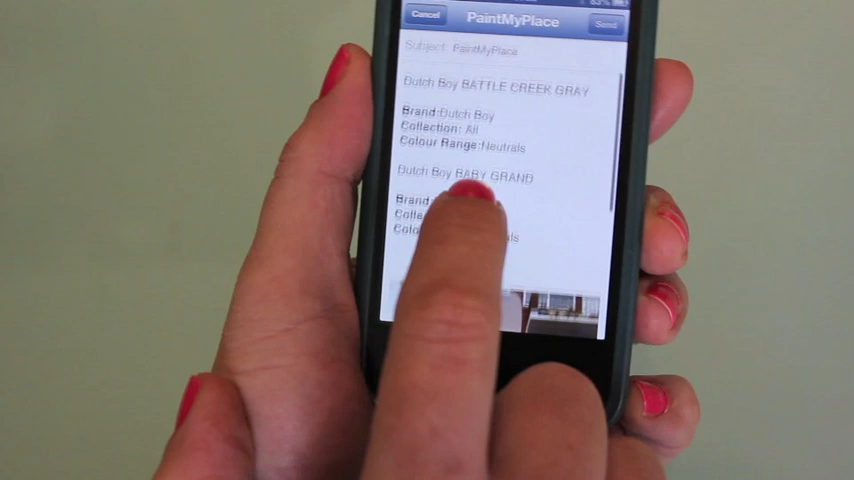 83%
Cancel PaintMyPlace Send
Subject: PaintMyPlace
Dutch Boy BATTLE CREEK GRAY
Brand:Dutch Boy
Collection: All
Colour Range:Neutrals
Dutch Boy BABY GRAND
Brand: